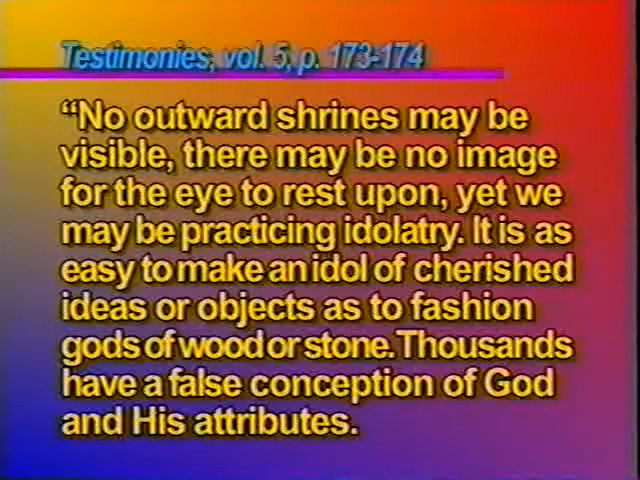 Testimonies, vol. 5, p. 173-174
“No outward shrines may be
visible, there may be no image
for the eye to rest upon, yet we
may be practicing idolatry. It is as
easy to make an idol of cherished
ideas or objects as to fashion
gods of wood or stone. Thousands
have a false conception of God
and His attributes.